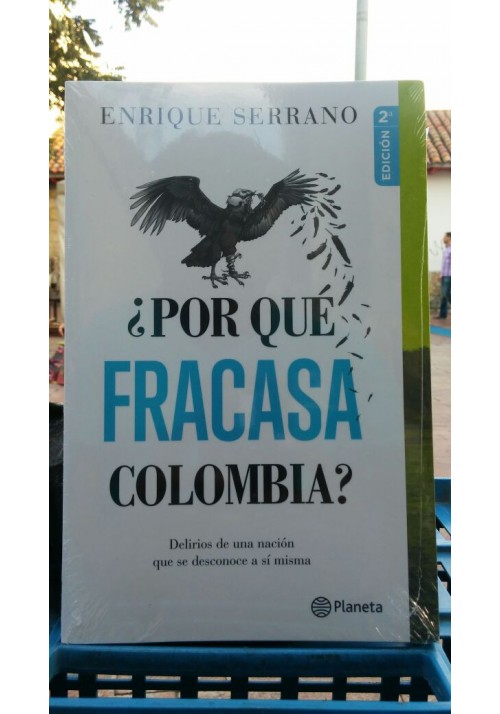 ENRIQUE SERRANO
2ª
EDICIÓN
¿POR QUÉ
FRACASA
COLOMBIA?
Delirios de una nación
que se desconoce a sí misma
Planeta